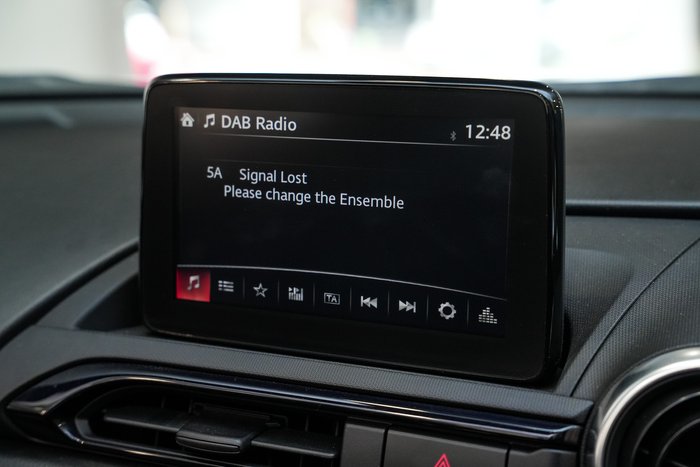 DAB Radio
12:48
5A Signal Lost
Please change the Ensemble
TA